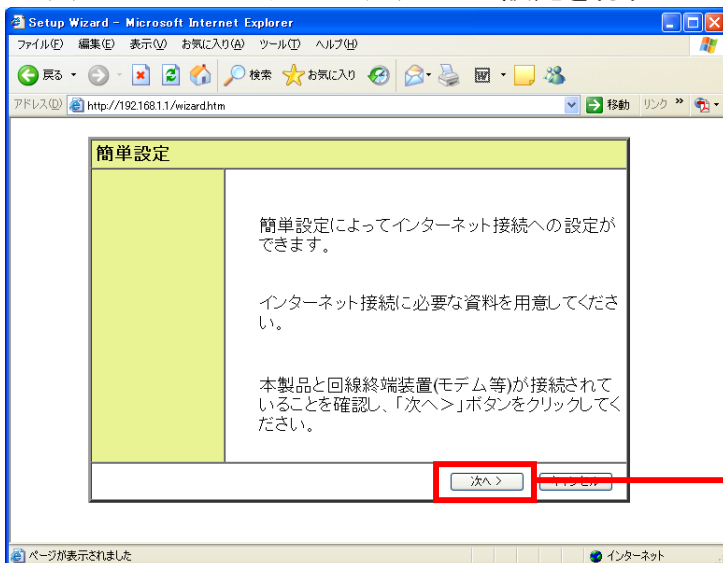 Setup Wizard - Microsoft Internet Explorer
ファイル(F) 編集(E) 表示(V) お気に入り(A) ツール(T) ヘルプ(H)
戻る 検索 お気に入り
アドレス(D) http://192.168.1.1/wizard.htm 移動 リンク »
簡単設定
簡単設定によってインターネット接続への設定が
できます。
インターネット接続に必要な資料を用意してくださ
い。
本製品と回線終端装置(モデム等)が接続されて
いることを確認し、「次へ>」ボタンをクリックしてく
ださい。
次へ > キャンセル
ページが表示されました インターネット